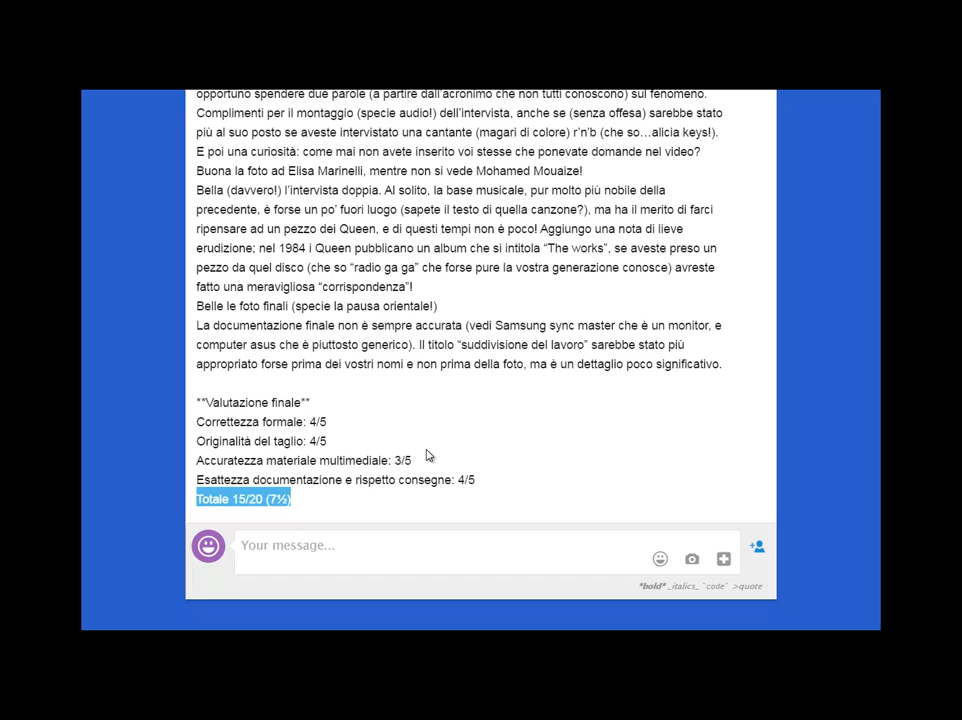 opportuno spendere due parole (a partire dall'acronimo che non tutti conoscono) sul fenomeno.
Complimenti per il montaggio (specie audio!) dell'intervista, anche se (senza offesa) sarebbe stato
più al suo posto se aveste intervistato una cantante (magari di colore) r'n'b (che so…alicia keys!).
E poi una curiosità: come mai non avete inserito voi stesse che ponevate domande nel video?
Buona la foto ad Elisa Marinelli, mentre non si vede Mohamed Mouaize!
Bella (davvero!) l'intervista doppia. Al solito, la base musicale, pur molto più nobile della
precedente, è forse un po' fuori luogo (sapete il testo di quella canzone?), ma ha il merito di farci
ripensare ad un pezzo dei Queen, e di questi tempi non è poco! Aggiungo una nota di lieve
erudizione; nel 1984 i Queen pubblicano un album che si intitola “The works”, se aveste preso un
pezzo da quel disco (che so “radio ga ga” che forse pure la vostra generazione conosce) avreste
fatto una meravigliosa “corrispondenza”!
Belle le foto finali (specie la pausa orientale!)
La documentazione finale non è sempre accurata (vedi Samsung sync master che è un monitor, e
computer asus che è piuttosto generico). Il titolo “suddivisione del lavoro” sarebbe stato più
appropriato forse prima dei vostri nomi e non prima della foto, ma è un dettaglio poco significativo.
**Valutazione finale**
Correttezza formale: 4/5
Originalità del taglio: 4/5
Accuratezza materiale multimediale: 3/5
Esattezza documentazione e rispetto consegne: 4/5
Totale 15/20 (7½)
Your message...
*bold* _italics_ `code` >quote